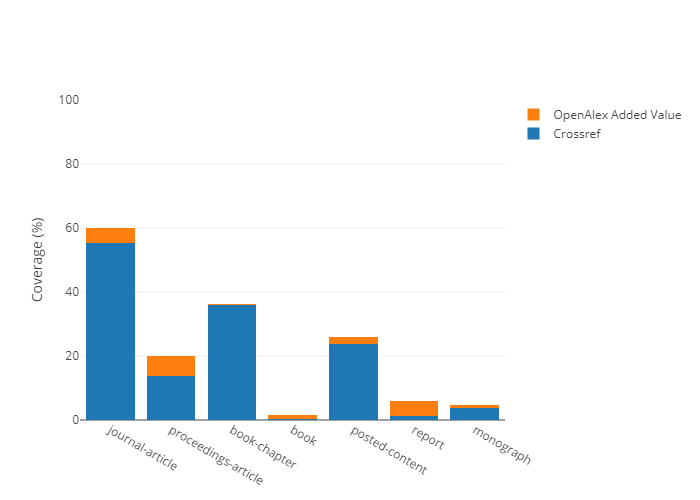 100
80
60
40
20
0
Coverage (%)
journal-article
proceedings-article
book-chapter
book
posted-content
report
monograph
OpenAlex Added Value
Crossref